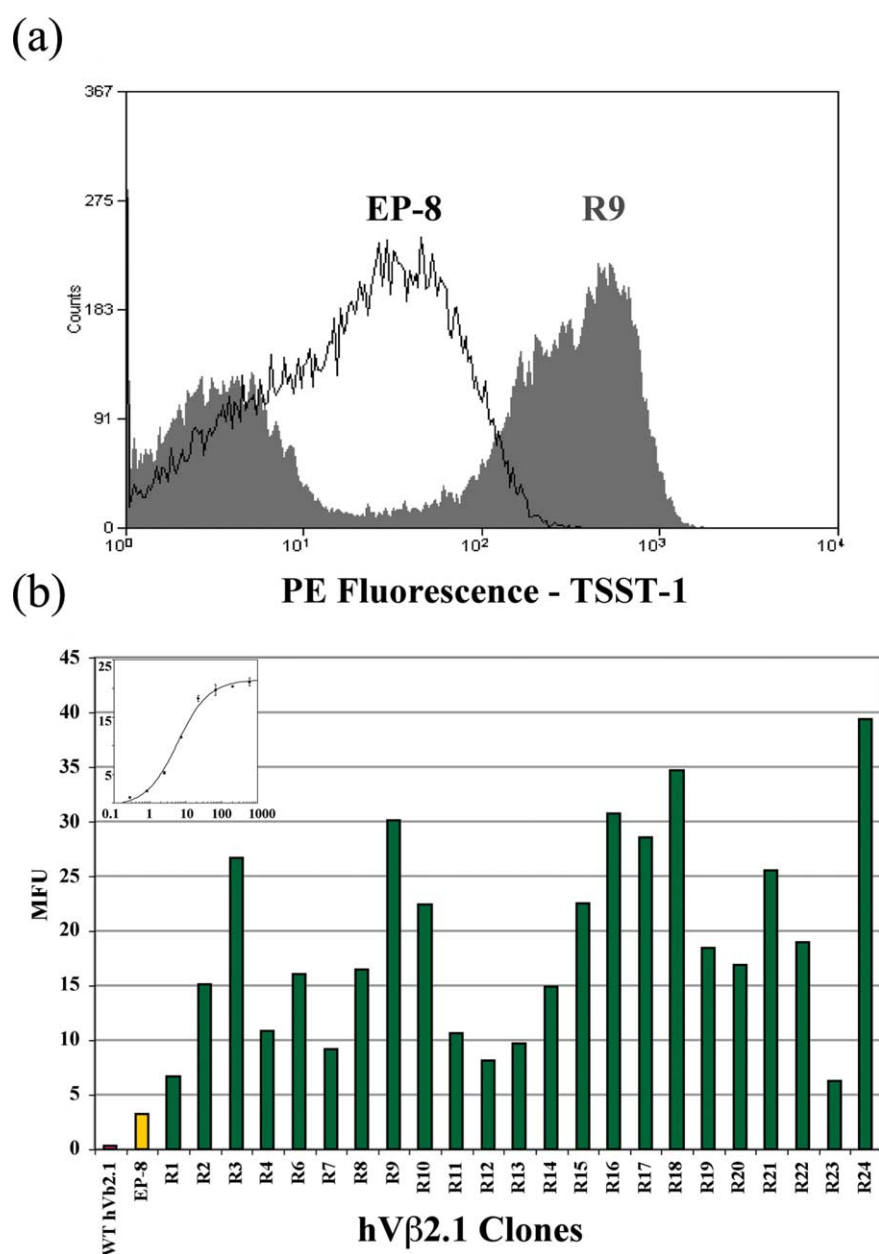 (a)
367
275
183
91
0
Counts
EP-8
R9
10⁰
10¹
10²
10³
10⁴
PE Fluorescence - TSST-1
(b)
45
40
35
30
25
20
15
10
5
0
MFU
25
15
5
0.1
1
10
100
1000
WT hVb2.1
EP-8
R1
R2
R3
R4
R6
R7
R8
R9
R10
R11
R12
R13
R14
R15
R16
R17
R18
R19
R20
R21
R22
R23
R24
hVβ2.1 Clones